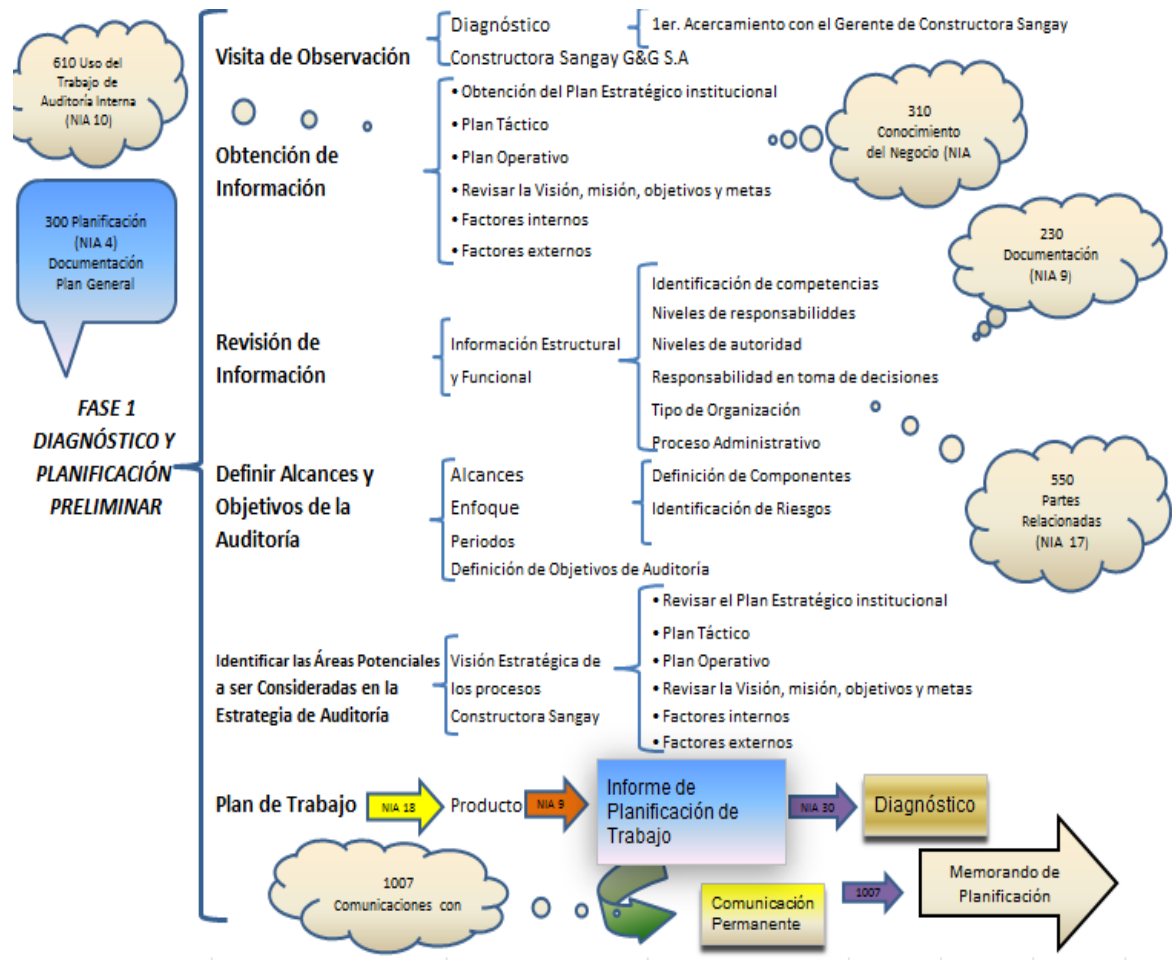 610 Uso del
Trabajo de
Auditoría Interna
(NIA 10)
300 Planificación
(NIA 4)
Documentación
Plan General
FASE 1
DIAGNÓSTICO Y
PLANIFICACIÓN
PRELIMINAR
Visita de Observación
Diagnóstico
1er. Acercamiento con el Gerente de Constructora Sangay
Constructora Sangay G&G S.A
Obtención de
Información
• Obtención del Plan Estratégico institucional
• Plan Táctico
• Plan Operativo
• Revisar la Visión, misión, objetivos y metas
• Factores internos
• Factores externos
310
Conocimiento
del Negocio (NIA
230
Documentación
(NIA 9)
Revisión de
Información
Información Estructural
y Funcional
Identificación de competencias
Niveles de responsabiliddes
Niveles de autoridad
Responsabilidad en toma de decisiones
Tipo de Organización
Proceso Administrativo
550
Partes
Relacionadas
(NIA 17)
Definir Alcances y
Objetivos de la
Auditoría
Alcances
Enfoque
Periodos
Definición de Objetivos de Auditoría
Definición de Componentes
Identificación de Riesgos
Identificar las Áreas Potenciales
a ser Consideradas en la
Estrategia de Auditoría
Visión Estratégica de
los procesos
Constructora Sangay
• Revisar el Plan Estratégico institucional
• Plan Táctico
• Plan Operativo
• Revisar la Visión, misión, objetivos y metas
• Factores internos
• Factores externos
Plan de Trabajo
NIA 18
Producto
NIA 9
Informe de
Planificación de
Trabajo
NIA 30
Diagnóstico
1007
Comunicaciones con
Comunicación
Permanente
1007
Memorando de
Planificación